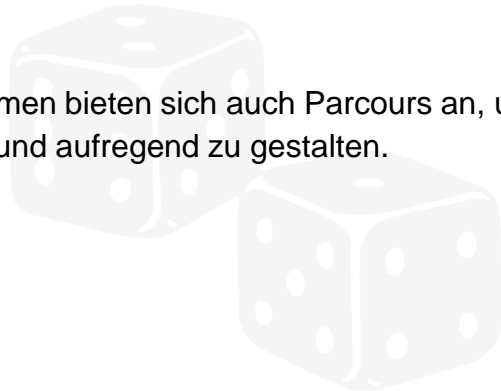 men bieten sich auch Parcours an,
und aufregend zu gestalten.